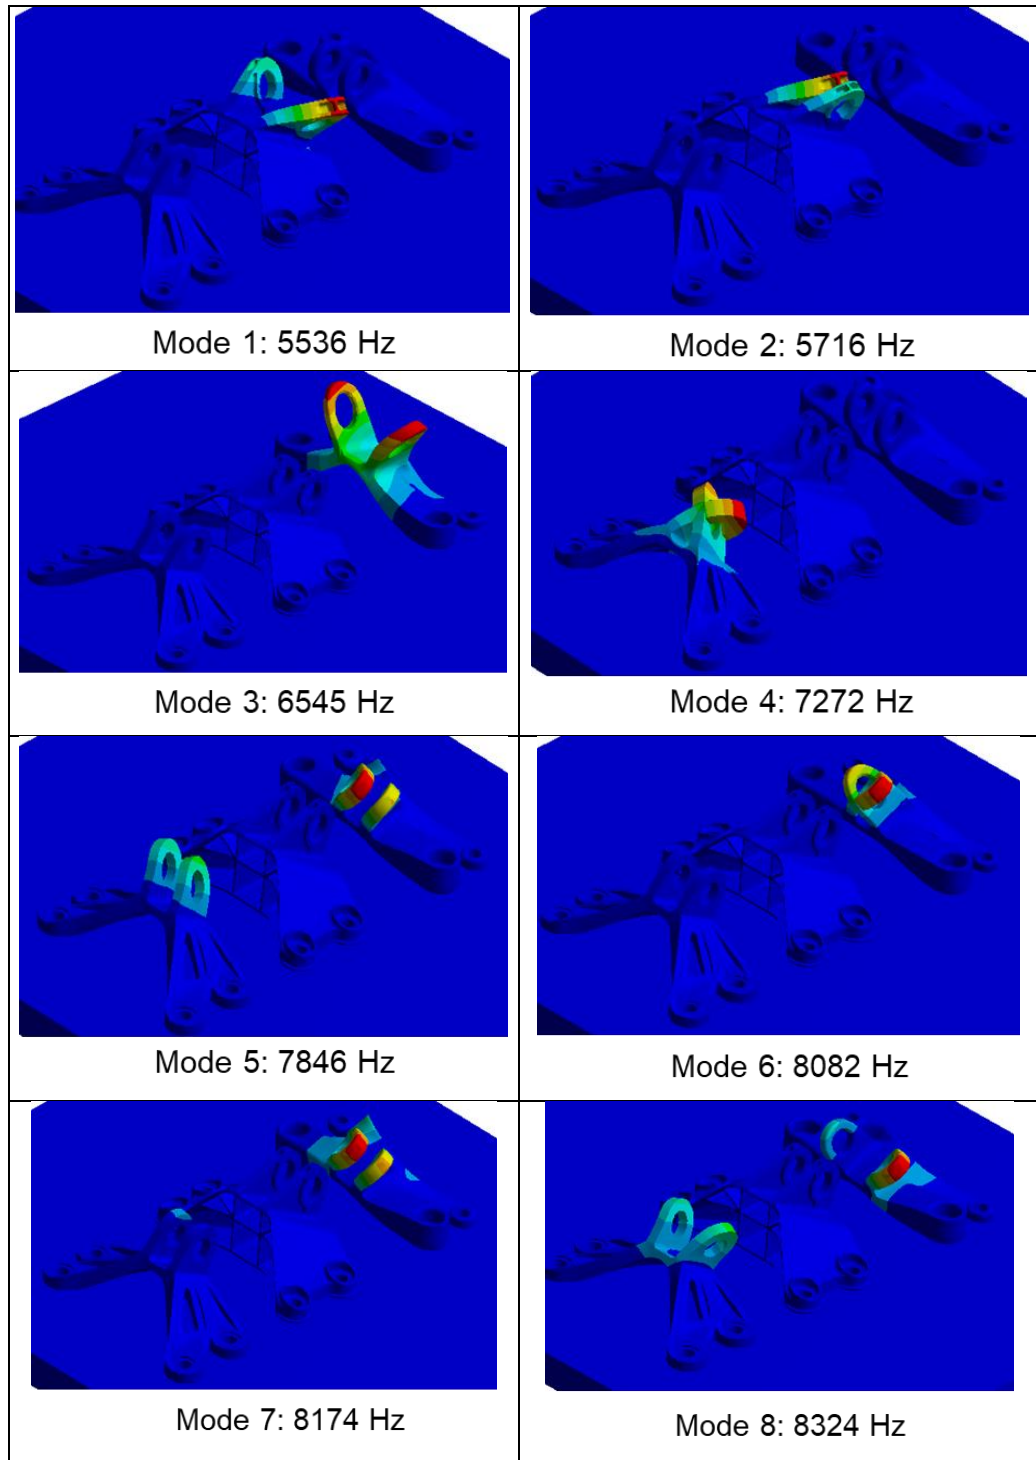 Mode 1: 5536 Hz
Mode 2: 5716 Hz
Mode 3: 6545 Hz
Mode 4: 7272 Hz
Mode 5: 7846 Hz
Mode 6: 8082 Hz
Mode 7: 8174 Hz
Mode 8: 8324 Hz